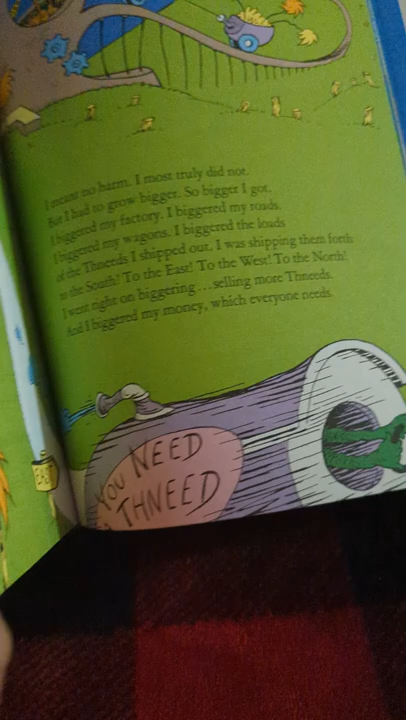 I meant no harm. I most truly did not.
But I had to grow bigger. So bigger I got.
I biggered my factory. I biggered my roads.
I biggered my wagons. I biggered the loads
of the Thneeds I shipped out. I was shipping them forth
to the South! To the East! To the West! To the North!
I went right on biggering...selling more Thneeds.
And I biggered my money, which everyone needs.
YOU NEED
THNEED